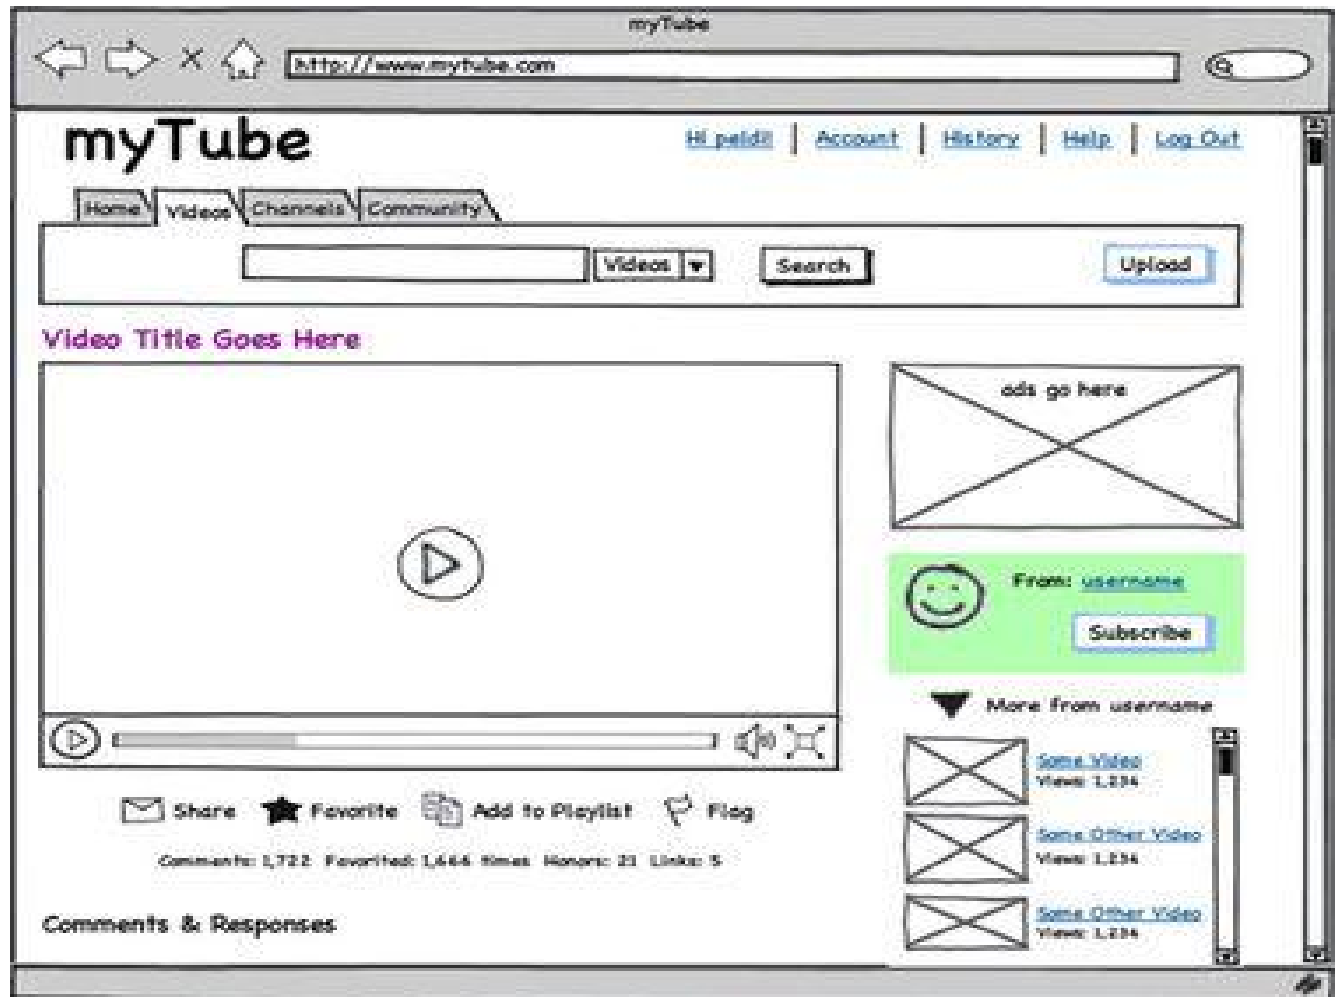 myTube
http://www.mytube.com
myTube
Hi peldi! Account History Help Log Out
Home Videos Channels Community
Videos Search Upload
Video Title Goes Here
ads go here
From: username
Subscribe
More from username
Some Video
Views: 1,234
Some Other Video
Views: 1,234
Some Other Video
Views: 1,234
Share Favorite Add to Playlist Flag
Comments: 1,722 Favorited: 1,666 times Honors: 21 Links: 5
Comments & Responses